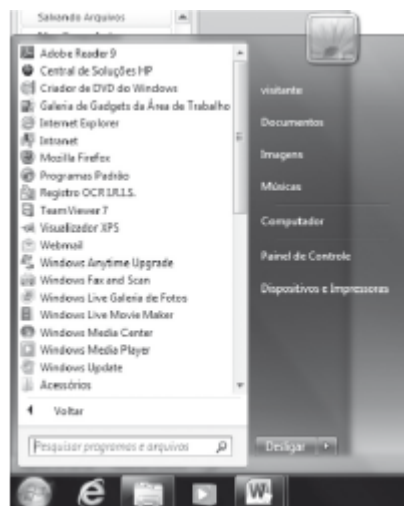 Salvando Arquivos
Adobe Reader 9
Central de Soluções HP
Criador de DVD do Windows
Galeria de Gadgets da Área de Trabalho
Internet Explorer
Intranet
Mozilla Firefox
Programas Padrão
Registro OCR I.R.I.S.
TeamViewer 7
Visualizador XPS
Webmail
Windows Anytime Upgrade
Windows Fax and Scan
Windows Live Galeria de Fotos
Windows Live Movie Maker
Windows Media Center
Windows Media Player
Windows Update
Acessórios
Voltar
Pesquisar programas e arquivos
visitante
Documentos
Imagens
Músicas
Computador
Painel de Controle
Dispositivos e Impressoras
Desligar